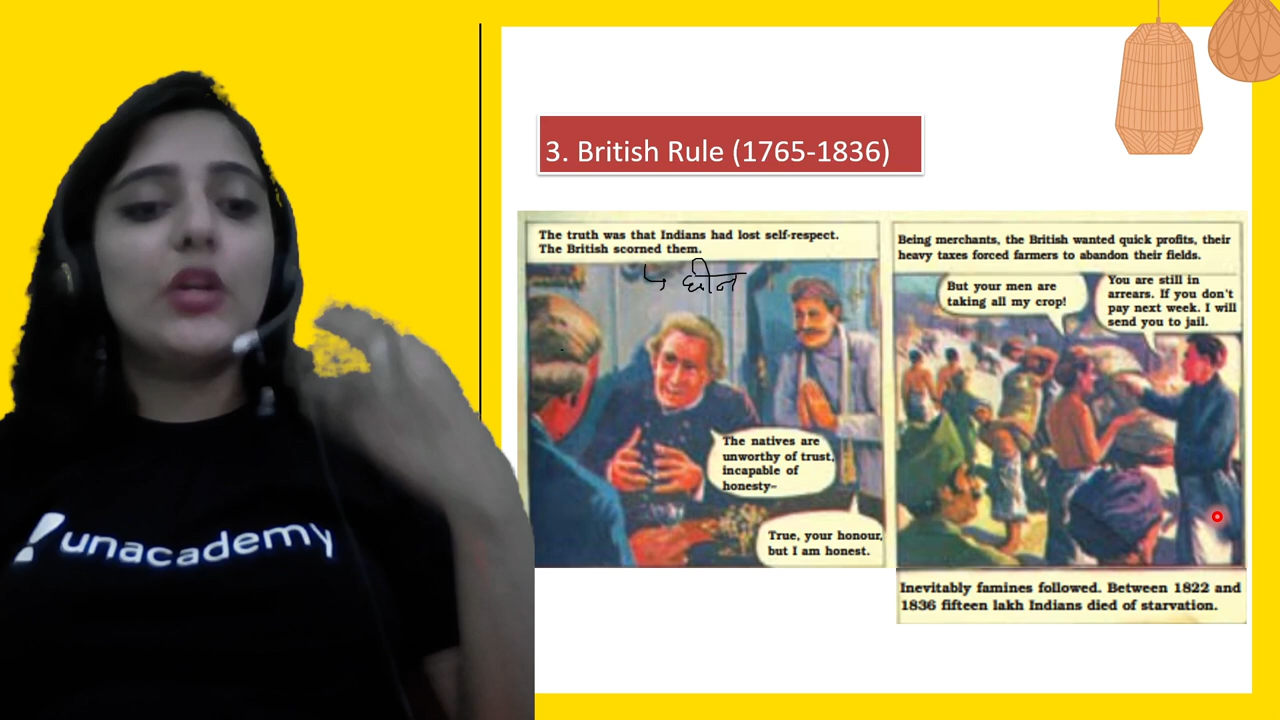 3. British Rule (1765-1836)
The truth was that Indians had lost self-respect.
The British scorned them.
The natives are
unworthy of trust,
incapable of
honesty–
True, your honour,
but I am honest.
Being merchants, the British wanted quick profits, their
heavy taxes forced farmers to abandon their fields.
But your men are
taking all my crop!
You are still in
arrears. If you don't
pay next week. I will
send you to jail.
Inevitably famines followed. Between 1822 and
1836 fifteen lakh Indians died of starvation.
unacademy